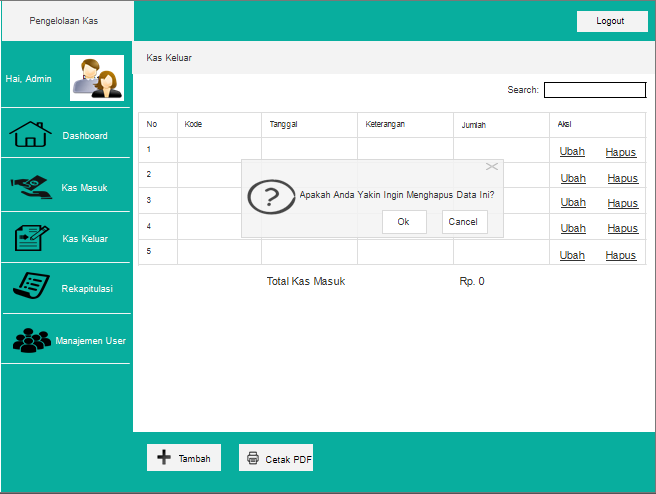 Pengelolaan Kas
Logout
Hai, Admin
Kas Keluar
Search:
Dashboard
Kas Masuk
Kas Keluar
Rekapitulasi
Manajemen User
No Kode Tanggal Keterangan Jumlah Aksi
1 Ubah Hapus
2 Ubah Hapus
3 Ubah Hapus
4 Ubah Hapus
5 Ubah Hapus
Apakah Anda Yakin Ingin Menghapus Data Ini?
Ok Cancel
Total Kas Masuk Rp. 0
Tambah Cetak PDF